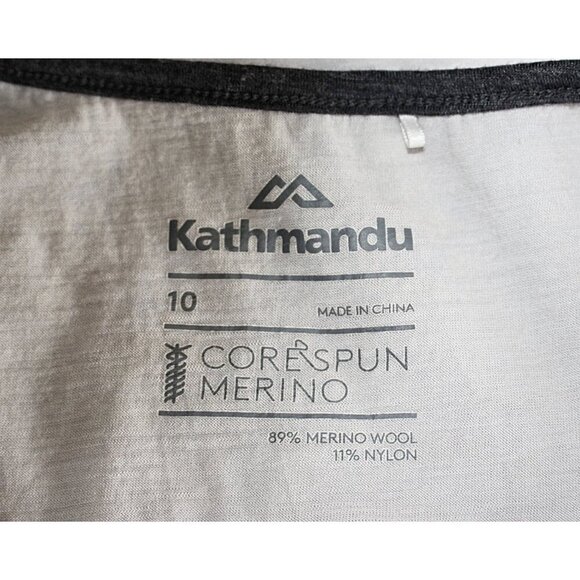 Kathmandu
10
MADE IN CHINA
CORESPUN
MERINO
89% MERINO WOOL
11% NYLON